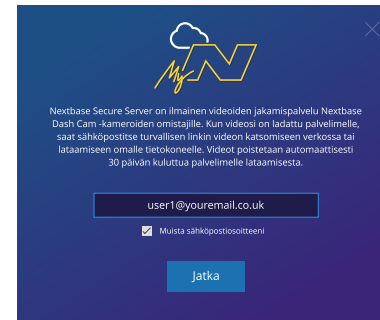 My N
Nextbase Secure Server on ilmainen videoiden jakamispalvelu Nextbase
Dash Cam -kameroiden omistajille. Kun videosi on ladattu palvelimelle,
saat sähköpostitse turvallisen linkin videon katsomiseen verkossa tai
lataamiseen omalle tietokoneelle. Videot poistetaan automaattisesti
30 päivän kuluttua palvelimelle lataamisesta.
user1@youremail.co.uk
Muista sähköpostiosoitteeni
Jatka